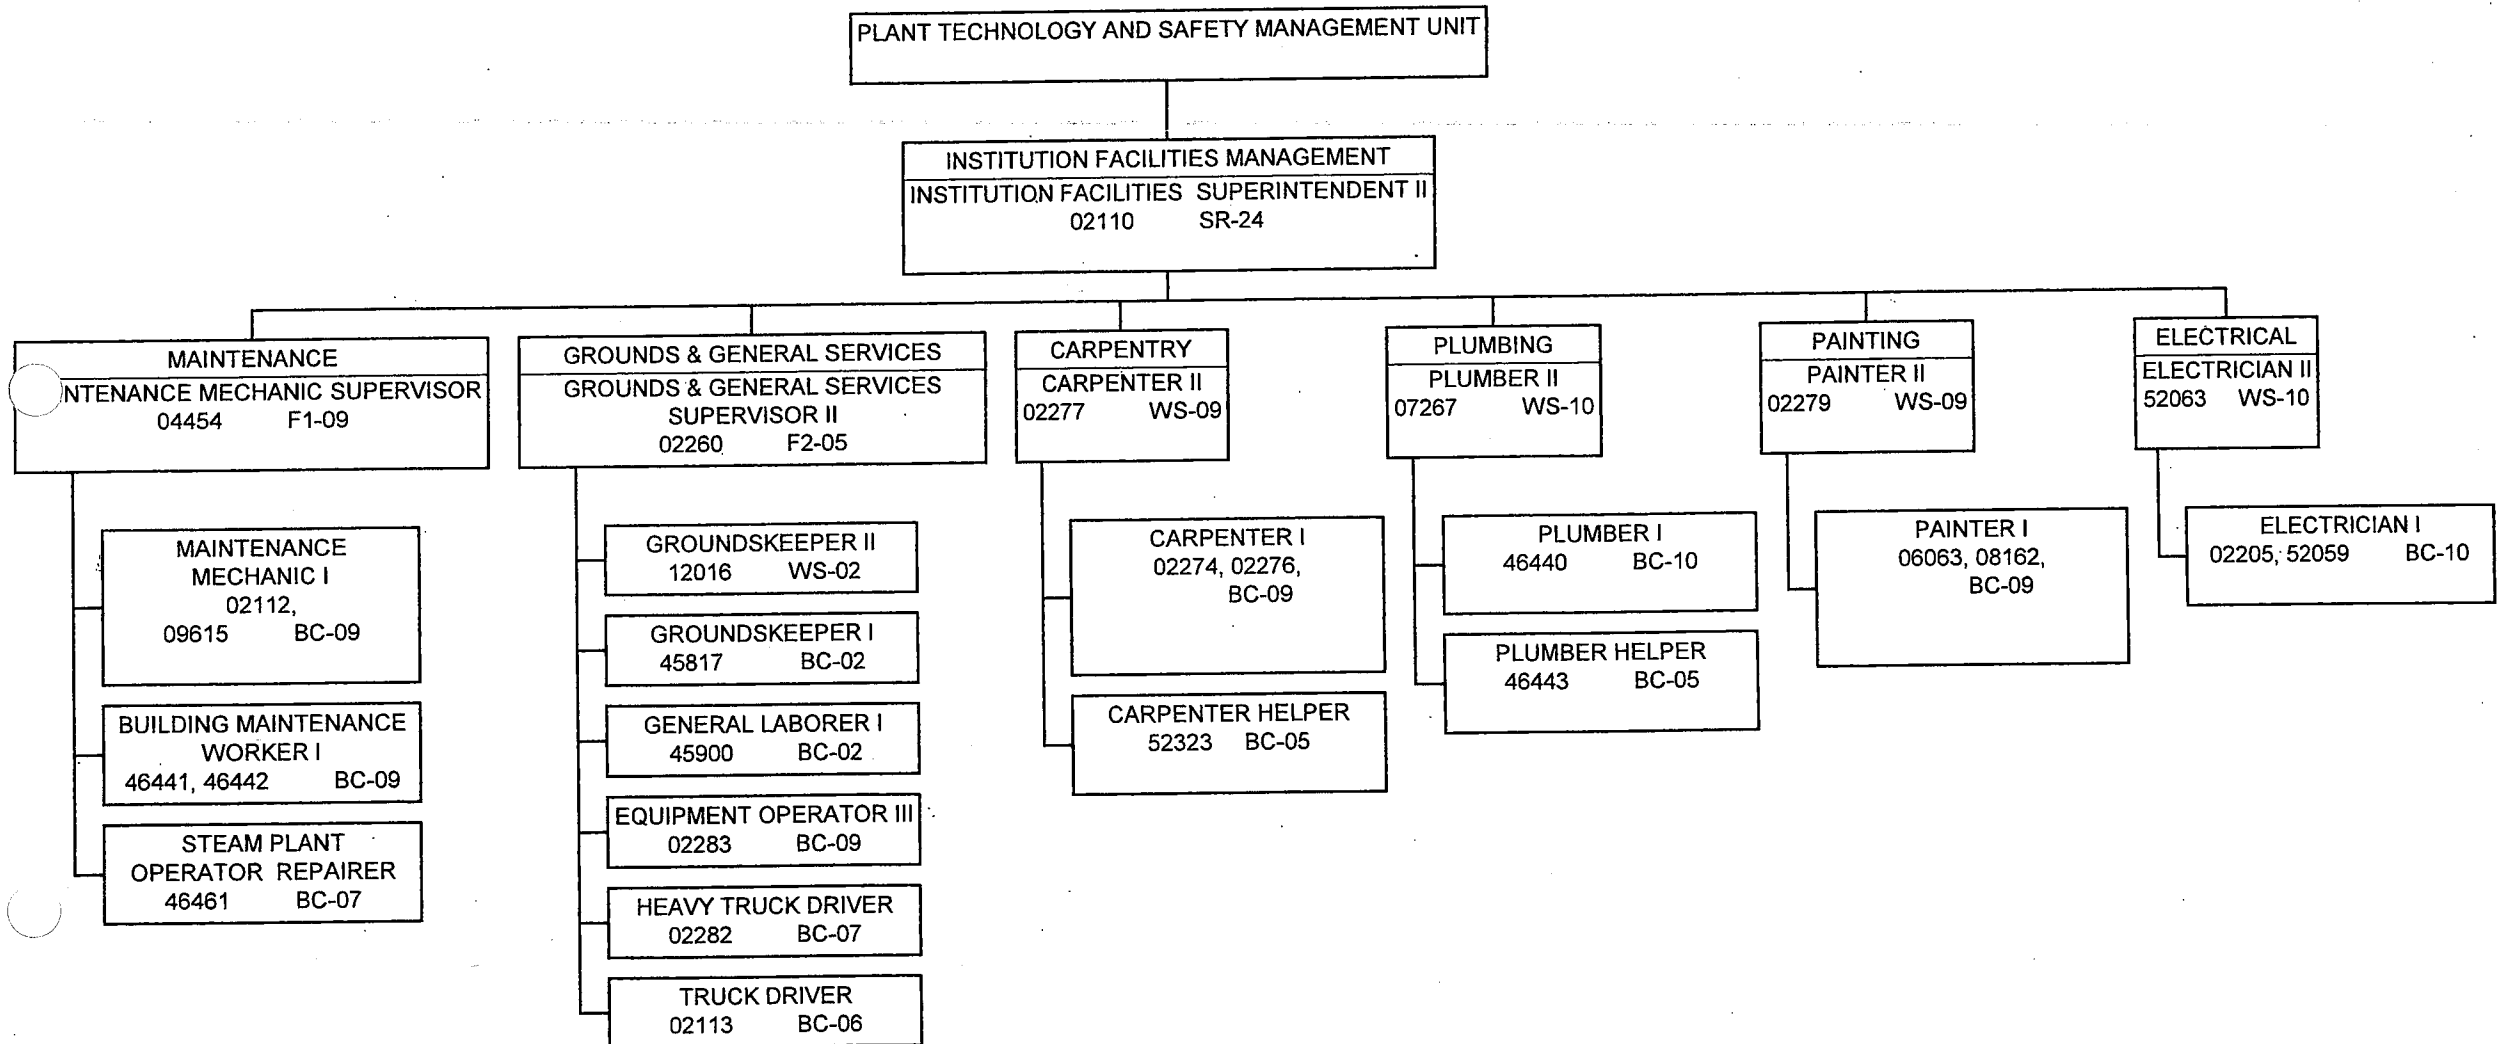 PLANT TECHNOLOGY AND SAFETY MANAGEMENT UNIT
INSTITUTION FACILITIES MANAGEMENT
INSTITUTION FACILITIES SUPERINTENDENT II
02110 SR-24
MAINTENANCE
NTENANCE MECHANIC SUPERVISOR
04454 F1-09
MAINTENANCE
MECHANIC I
02112,
09615 BC-09
BUILDING MAINTENANCE
WORKER I
46441, 46442 BC-09
STEAM PLANT
OPERATOR REPAIRER
46461 BC-07
GROUNDS & GENERAL SERVICES
GROUNDS & GENERAL SERVICES
SUPERVISOR II
02260 F2-05
GROUNDSKEEPER II
12016 WS-02
GROUNDSKEEPER I
45817 BC-02
GENERAL LABORER I
45900 BC-02
EQUIPMENT OPERATOR III
02283 BC-09
HEAVY TRUCK DRIVER
02282 BC-07
TRUCK DRIVER
02113 BC-06
CARPENTRY
CARPENTER II
02277 WS-09
CARPENTER I
02274, 02276,
BC-09
CARPENTER HELPER
52323 BC-05
PLUMBING
PLUMBER II
07267 WS-10
PLUMBER I
46440 BC-10
PLUMBER HELPER
46443 BC-05
PAINTING
PAINTER II
02279 WS-09
PAINTER I
06063, 08162,
BC-09
ELECTRICAL
ELECTRICIAN II
52063 WS-10
ELECTRICIAN I
02205, 52059 BC-10